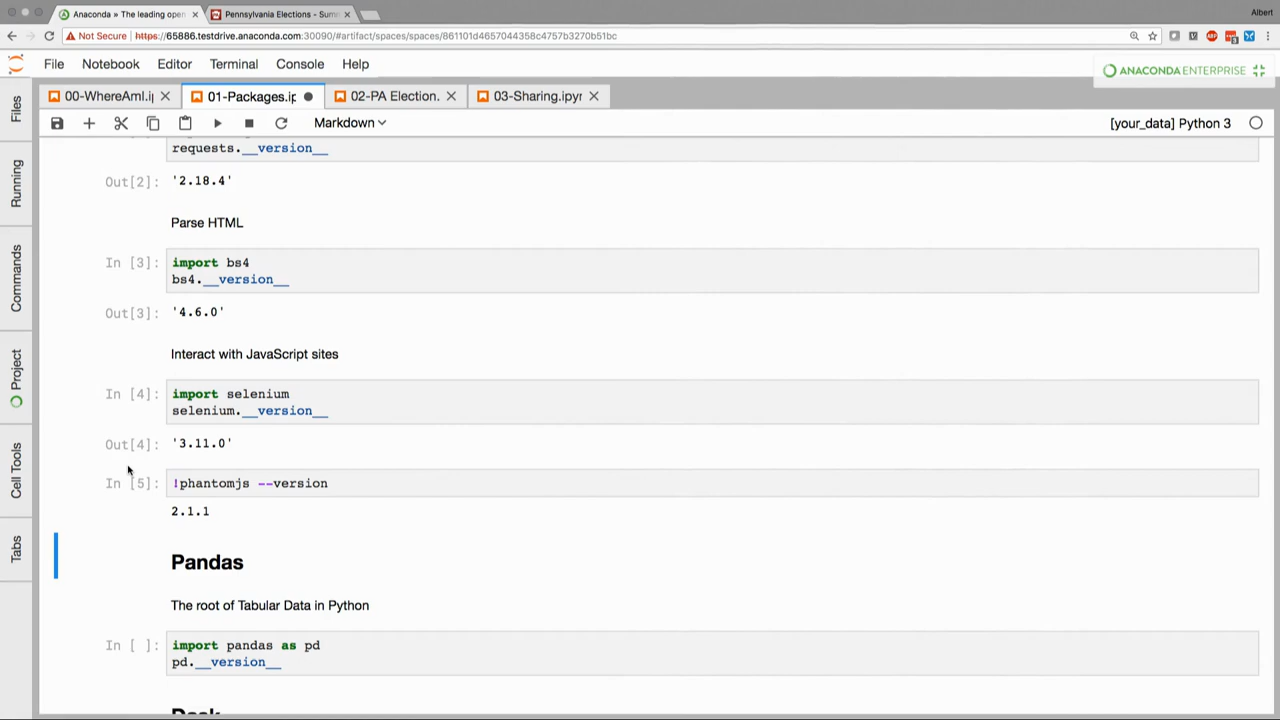 Anaconda » The leading open
Pennsylvania Elections - Sum
Albert
Not Secure
https://65886.testdrive.anaconda.com:30090/#artifact/spaces/spaces/861101d4657044358c4757b3270b51bc
File Notebook Editor Terminal Console Help
ANACONDA ENTERPRISE
00-WhereAmI.i 01-Packages.ip 02-PA Election. 03-Sharing.ipyr
Markdown
[your_data] Python 3
Files
Running
Commands
Project
Cell Tools
Tabs
requests.__version__
Out[2]: '2.18.4'
Parse HTML
In [3]: import bs4
bs4.__version__
Out[3]: '4.6.0'
Interact with JavaScript sites
In [4]: import selenium
selenium.__version__
Out[4]: '3.11.0'
In [5]: !phantomjs --version
2.1.1
Pandas
The root of Tabular Data in Python
In [ ]: import pandas as pd
pd.__version__
Dask